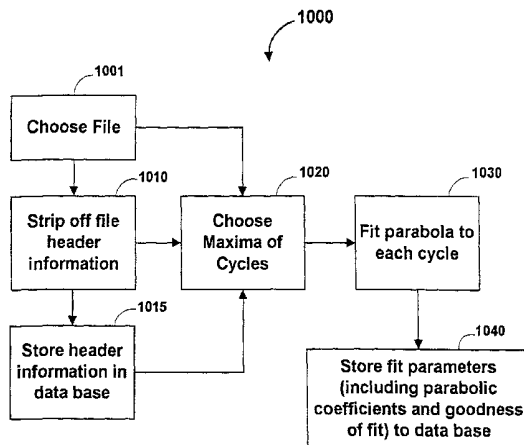 1000
1001
Choose File
1010
Strip off file
header
information
1020
Choose
Maxima of
Cycles
1030
Fit parabola to
each cycle
1015
Store header
information in
data base
1040
Store fit parameters
(including parabolic
coefficients and goodness
of fit) to data base